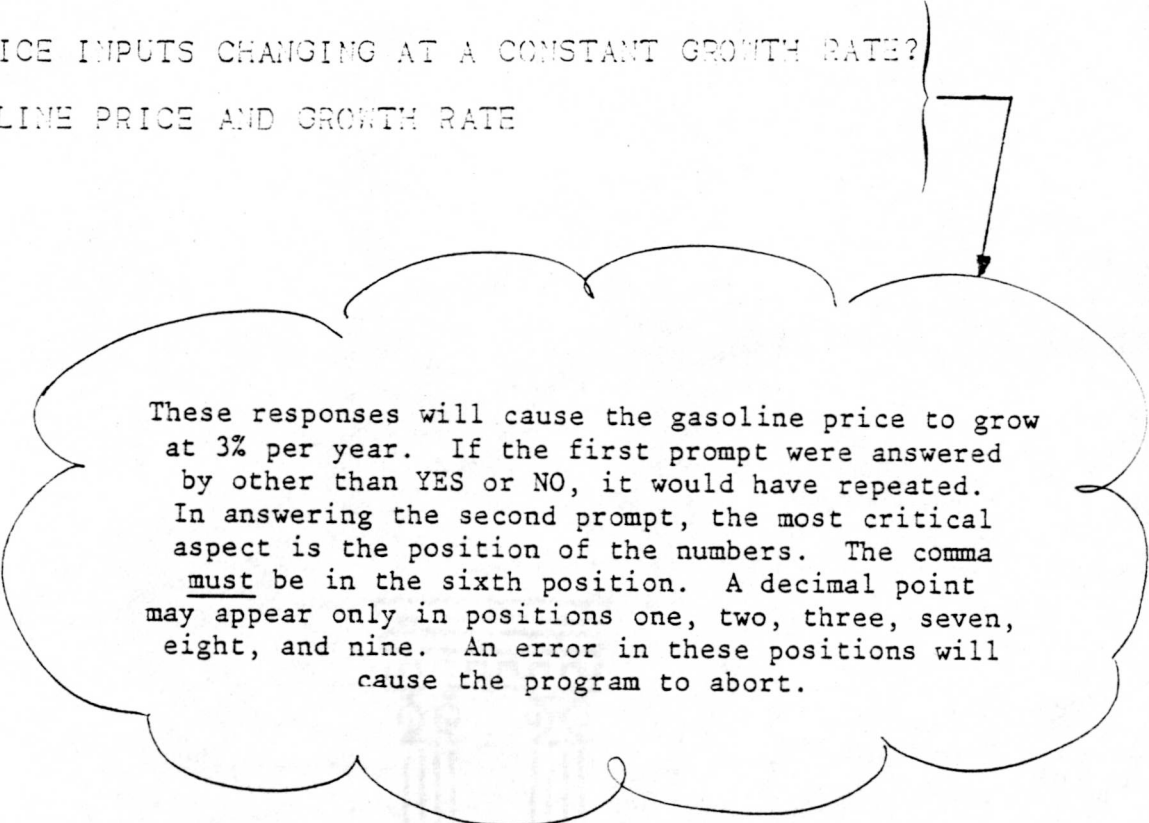 ICE INPUTS CHANGING AT A CONSTANT GROWTH RATE?
LINE PRICE AND GROWTH RATE
These responses will cause the gasoline price to grow
at 3% per year. If the first prompt were answered
by other than YES or NO, it would have repeated.
In answering the second prompt, the most critical
aspect is the position of the numbers. The comma
must be in the sixth position. A decimal point
may appear only in positions one, two, three, seven,
eight, and nine. An error in these positions will
cause the program to abort.